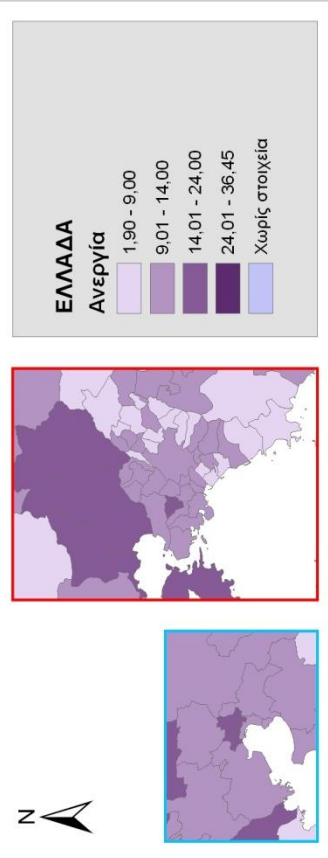 ΕΛΛΑΔΑ
Ανεργία
1,90 - 9,00
9,01 - 14,00
14,01 - 24,00
24,01 - 36,45
Χωρίς στοιχεία
N